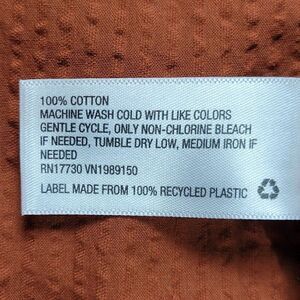 100% COTTON
MACHINE WASH COLD WITH LIKE COLORS
GENTLE CYCLE, ONLY NON-CHLORINE BLEACH
IF NEEDED, TUMBLE DRY LOW, MEDIUM IRON IF
NEEDED
RN17730 VN1989150
LABEL MADE FROM 100% RECYCLED PLASTIC